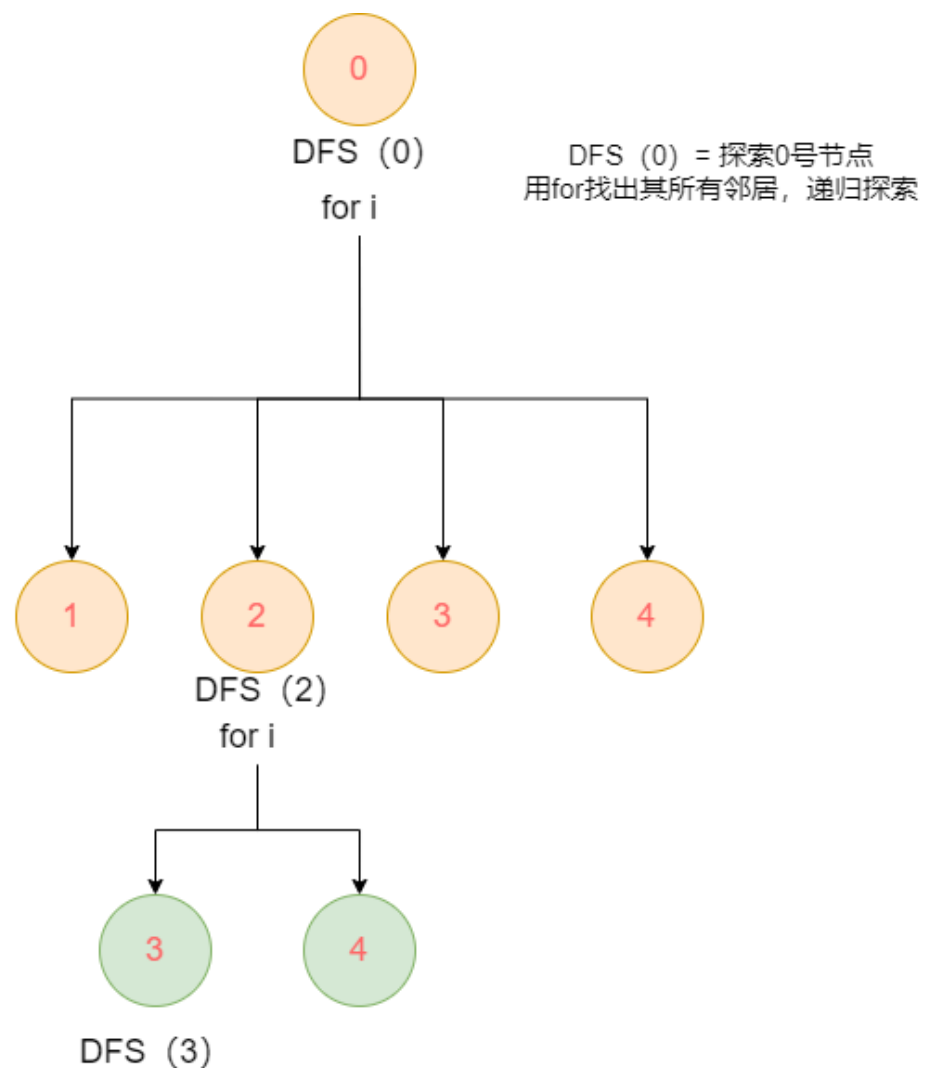 0
DFS（0）
for i
DFS（0）= 探索0号节点
用for找出其所有邻居，递归探索
1
2
3
4
DFS（2）
for i
3
4
DFS（3）